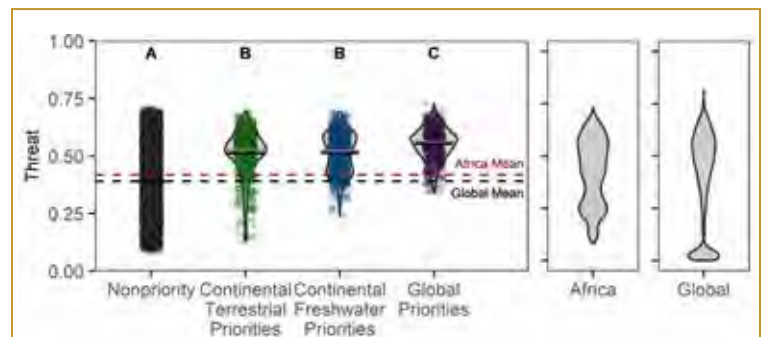 1.00
A
B
B
C
0.75
0.50
0.25
0.00
Threat
Africa Mean
Global Mean
Nonpriority
Continental
Terrestrial
Priorities
Continental
Freshwater
Priorities
Global
Priorities
Africa
Global